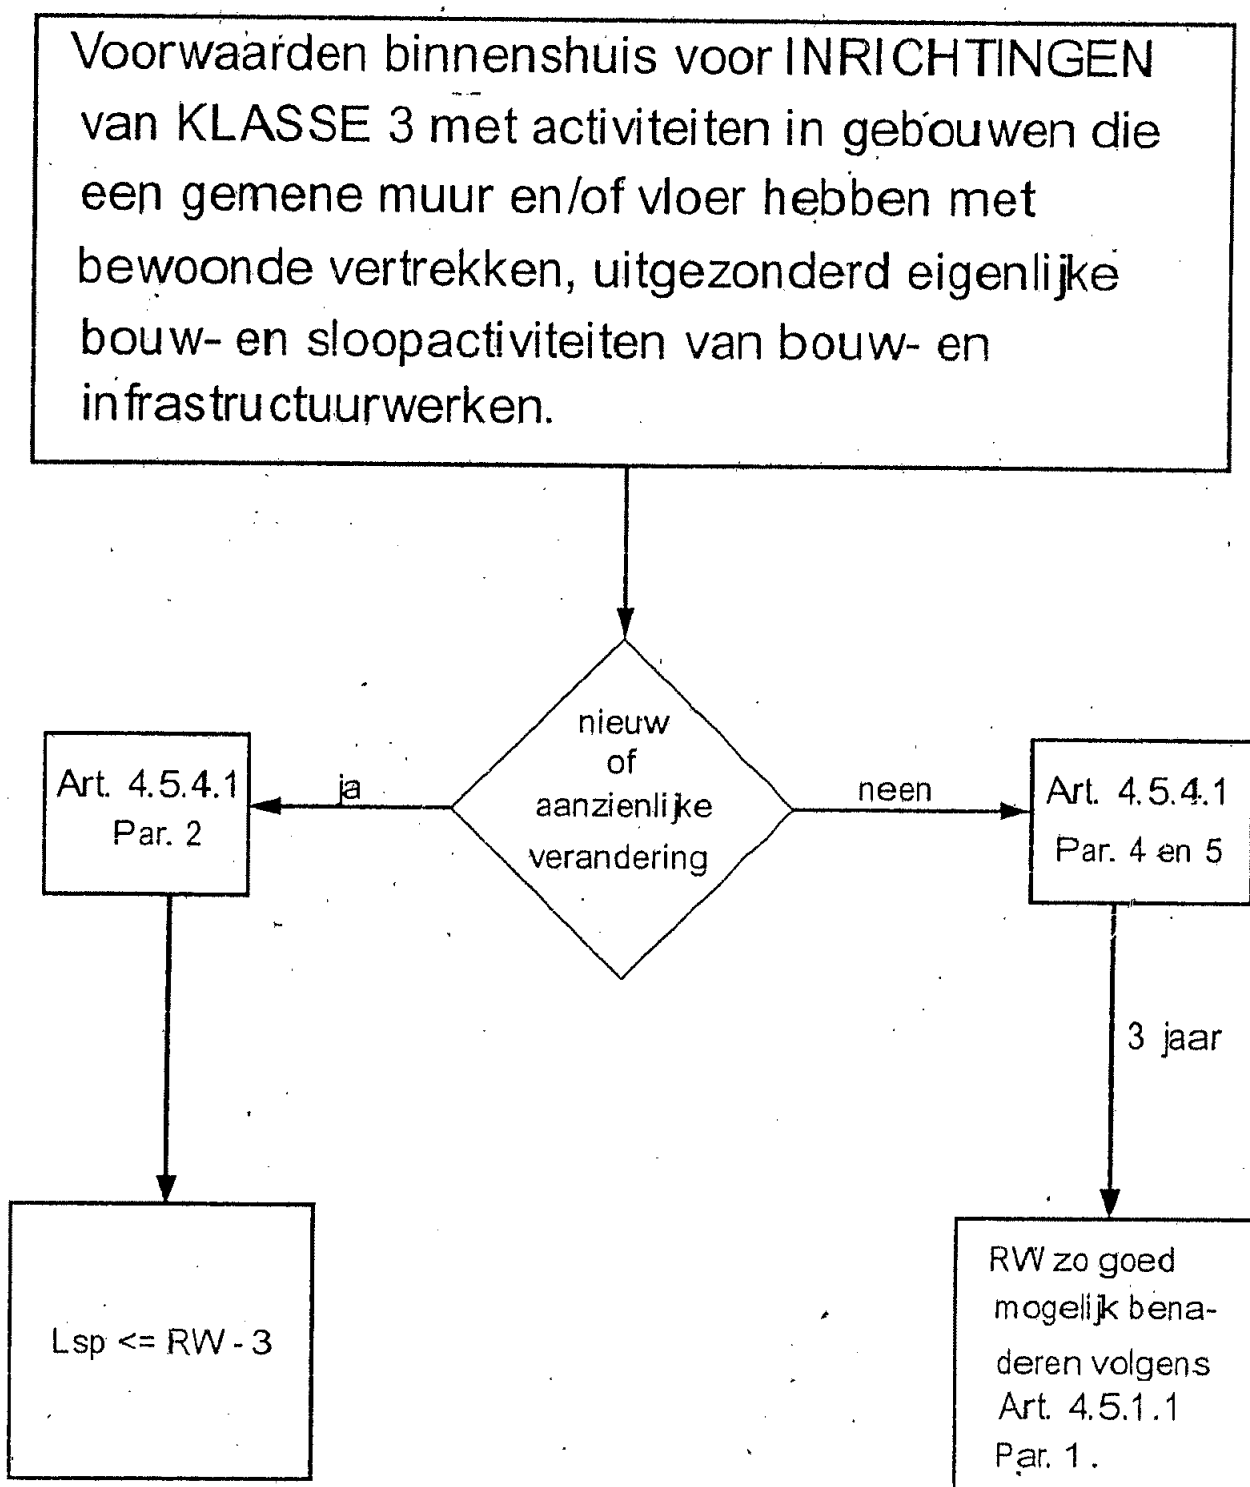 Voorwaarden binnenshuis voor INRICHTINGEN
van KLASSE 3 met activiteiten in gebouwen die
een gemene muur en/of vloer hebben met
bewoonde vertrekken, uitgezonderd eigenlijke
bouw- en sloopactiviteiten van bouw- en
infrastructuurwerken.
nieuw
of
aanzienlijke
verandering
ja
neen
Art. 4.5.4.1
Par. 2
Art. 4.5.4.1
Par. 4 en 5
3 jaar
Lsp <= RW - 3
RW zo goed
mogelijk bena-
deren volgens
Art. 4.5.1.1
Par. 1.